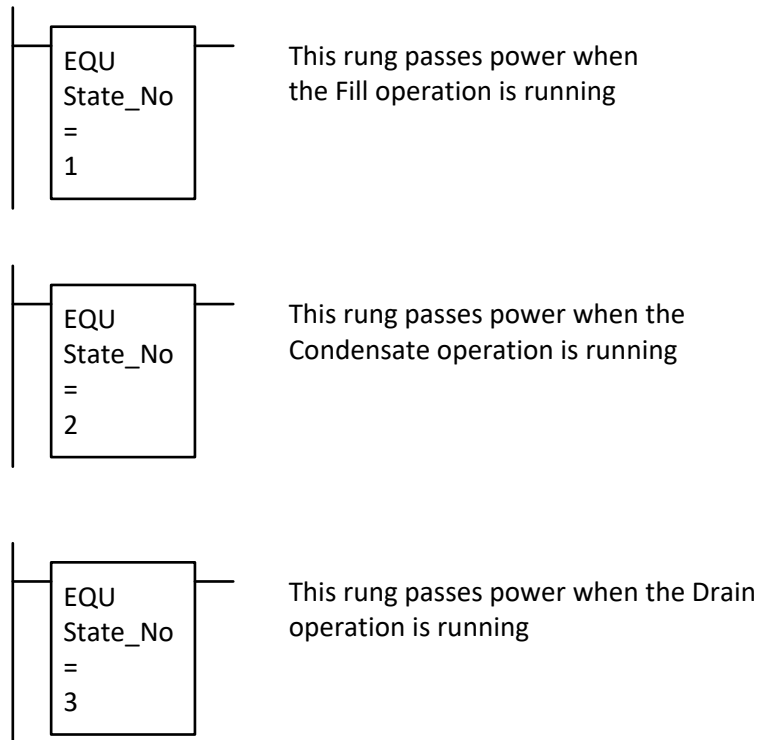 EQU
State_No
=
1
This rung passes power when
the Fill operation is running
EQU
State_No
=
2
This rung passes power when the
Condensate operation is running
EQU
State_No
=
3
This rung passes power when the Drain
operation is running